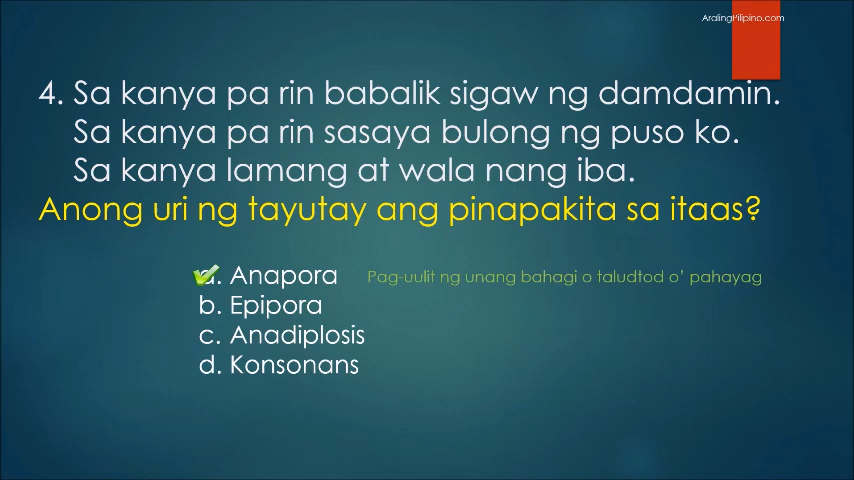 AralingPilipino.com
4. Sa kanya pa rin babalik sigaw ng damdamin.
Sa kanya pa rin sasaya bulong ng puso ko.
Sa kanya lamang at wala nang iba.
Anong uri ng tayutay ang pinapakita sa itaas?
a. Anapora Pag-uulit ng unang bahagi o taludtod o' pahayag
b. Epipora
c. Anadiplosis
d. Konsonans